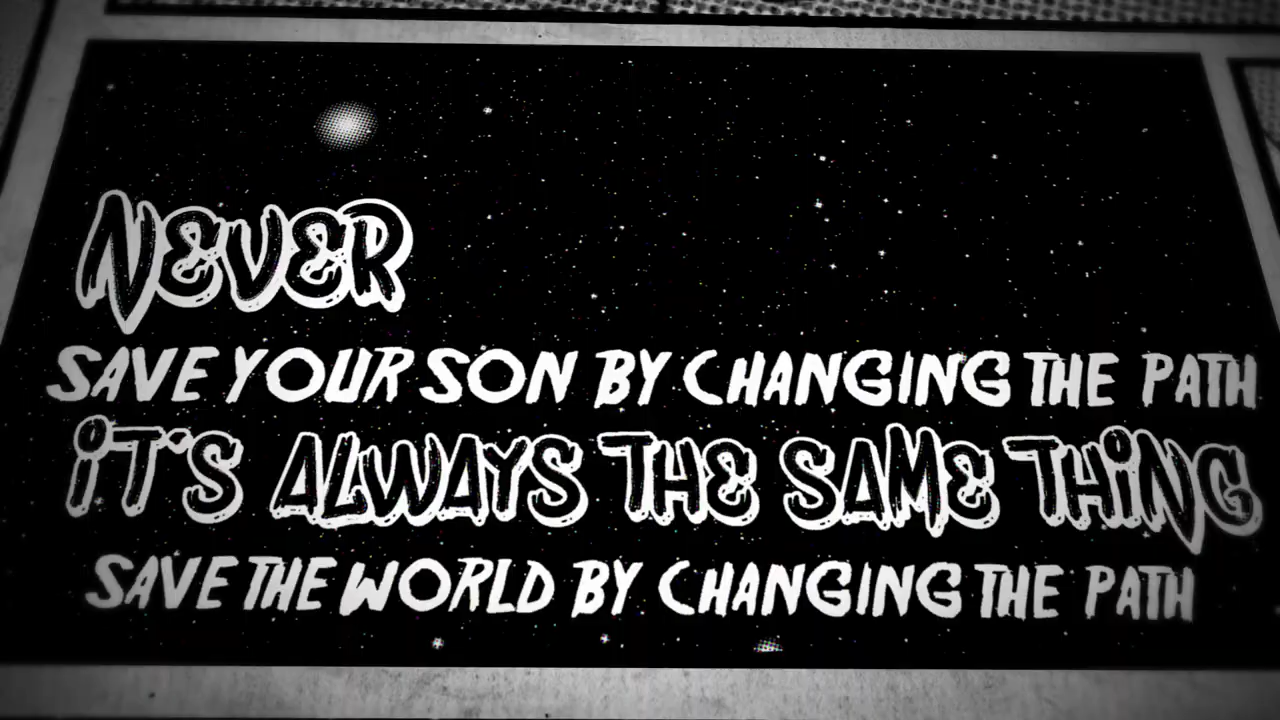 NEVER
SAVE YOUR SON BY CHANGING THE PATH
iT'S ALWAYS THE SAME THiNG
SAVE THE WORLD BY CHANGING THE PATH